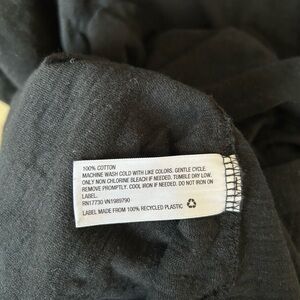 100% COTTON
MACHINE WASH COLD WITH LIKE COLORS. GENTLE CYCLE.
ONLY NON CHLORINE BLEACH IF NEEDED. TUMBLE DRY LOW.
REMOVE PROMPTLY. COOL IRON IF NEEDED. DO NOT IRON ON
LABEL.
RN17730 VN1989790
LABEL MADE FROM 100% RECYCLED PLASTIC